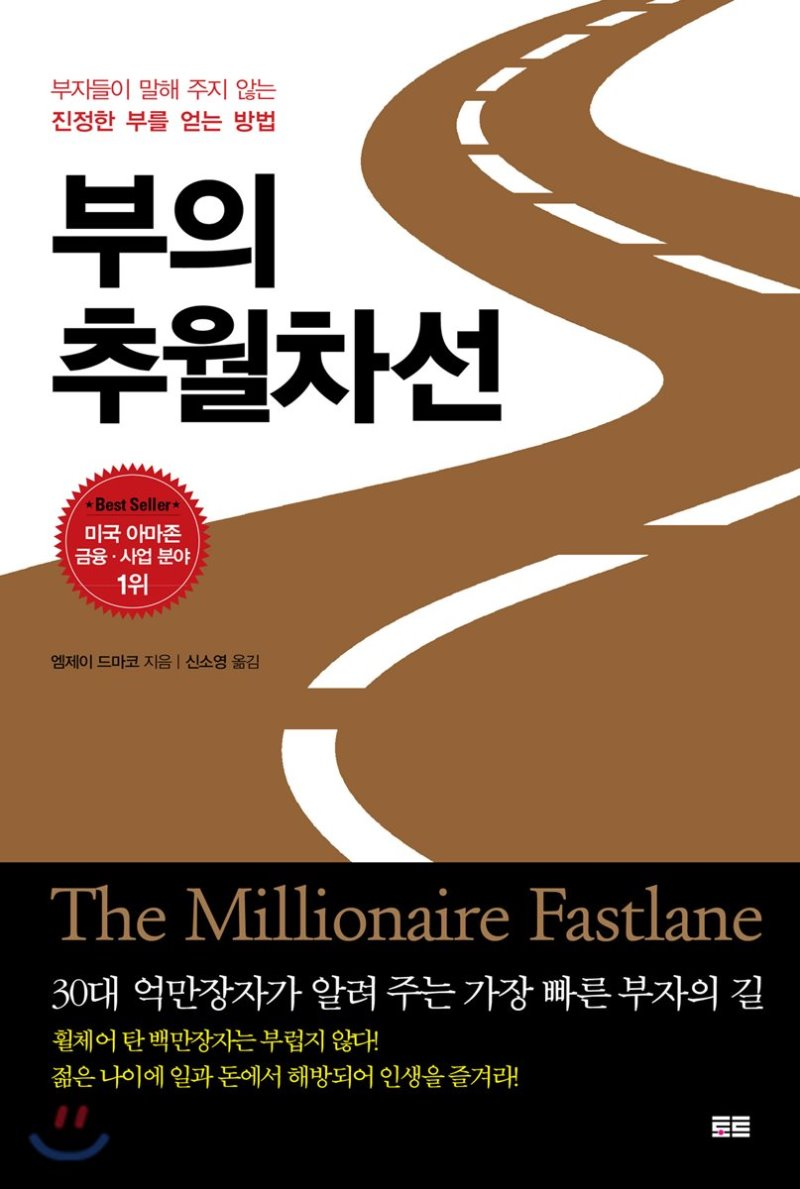 부자들이 말해 주지 않는
진정한 부를 얻는 방법
부의
추월차선
★Best Seller★
미국 아마존
금융·사업 분야
1위
엠제이 드마코 지음 | 신소영 옮김
The Millionaire Fastlane
30대 억만장자가 알려 주는 가장 빠른 부자의 길
휠체어 탄 백만장자는 부럽지 않다!
젊은 나이에 일과 돈에서 해방되어 인생을 즐겨라!
토트